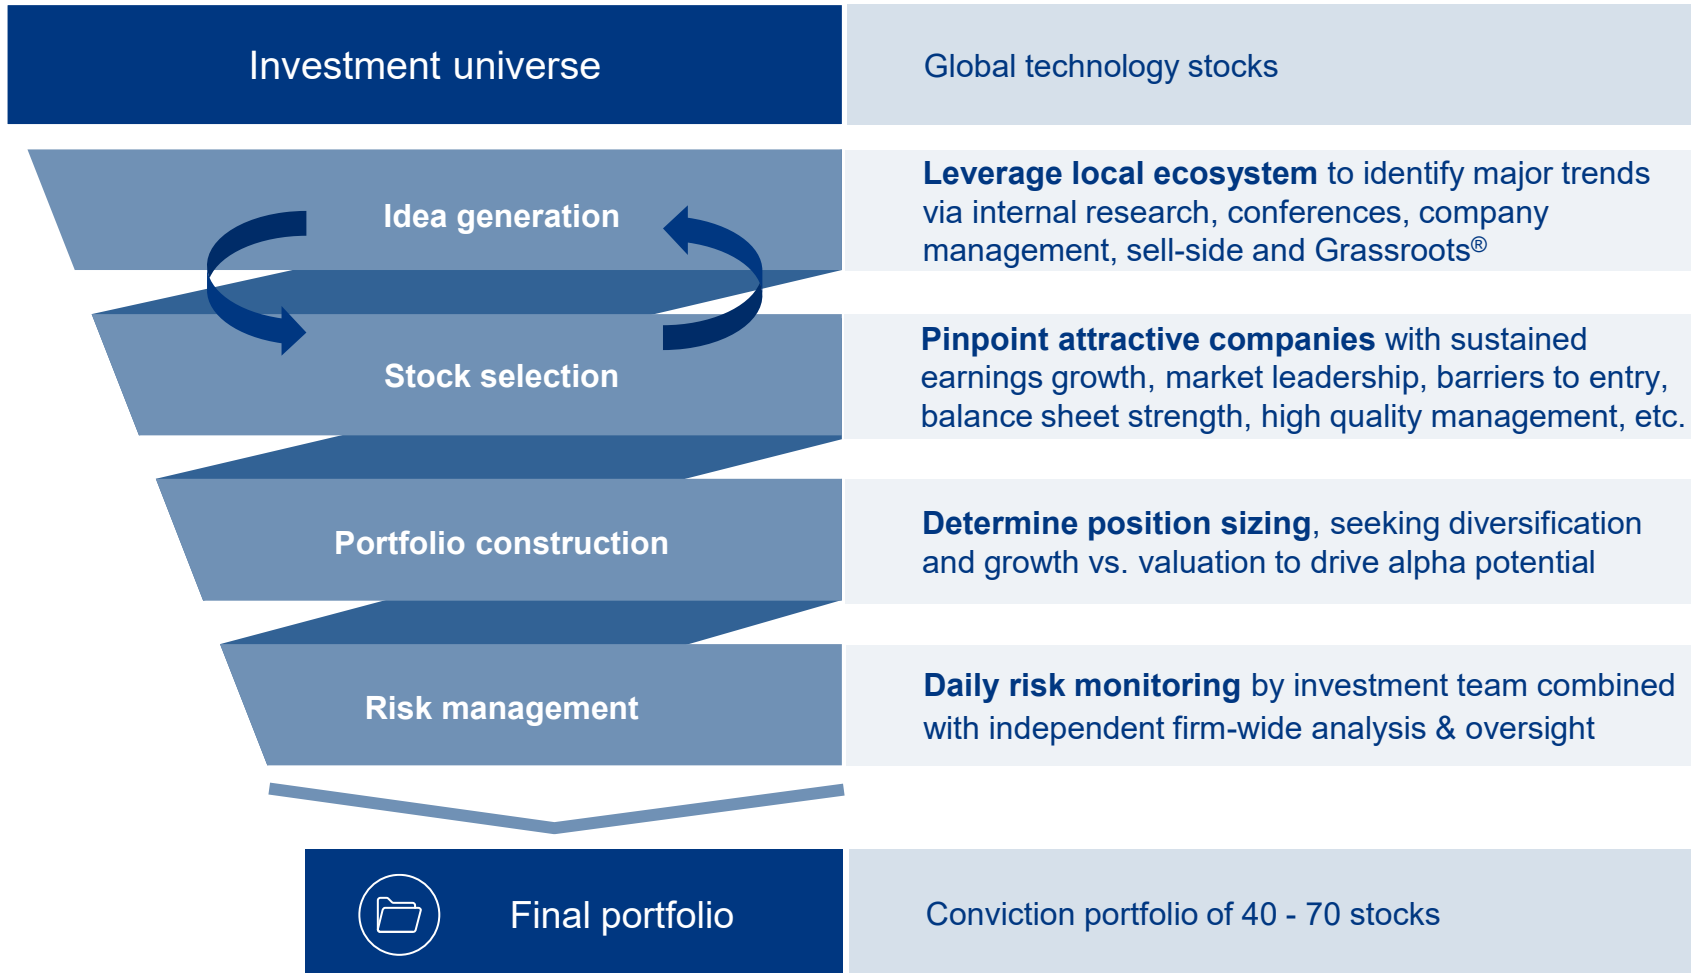 Investment universe
Global technology stocks
Idea generation
Leverage local ecosystem to identify major trends
via internal research, conferences, company
management, sell-side and Grassroots®
Stock selection
Pinpoint attractive companies with sustained
earnings growth, market leadership, barriers to entry,
balance sheet strength, high quality management, etc.
Portfolio construction
Determine position sizing, seeking diversification
and growth vs. valuation to drive alpha potential
Risk management
Daily risk monitoring by investment team combined
with independent firm-wide analysis & oversight
Final portfolio
Conviction portfolio of 40 - 70 stocks